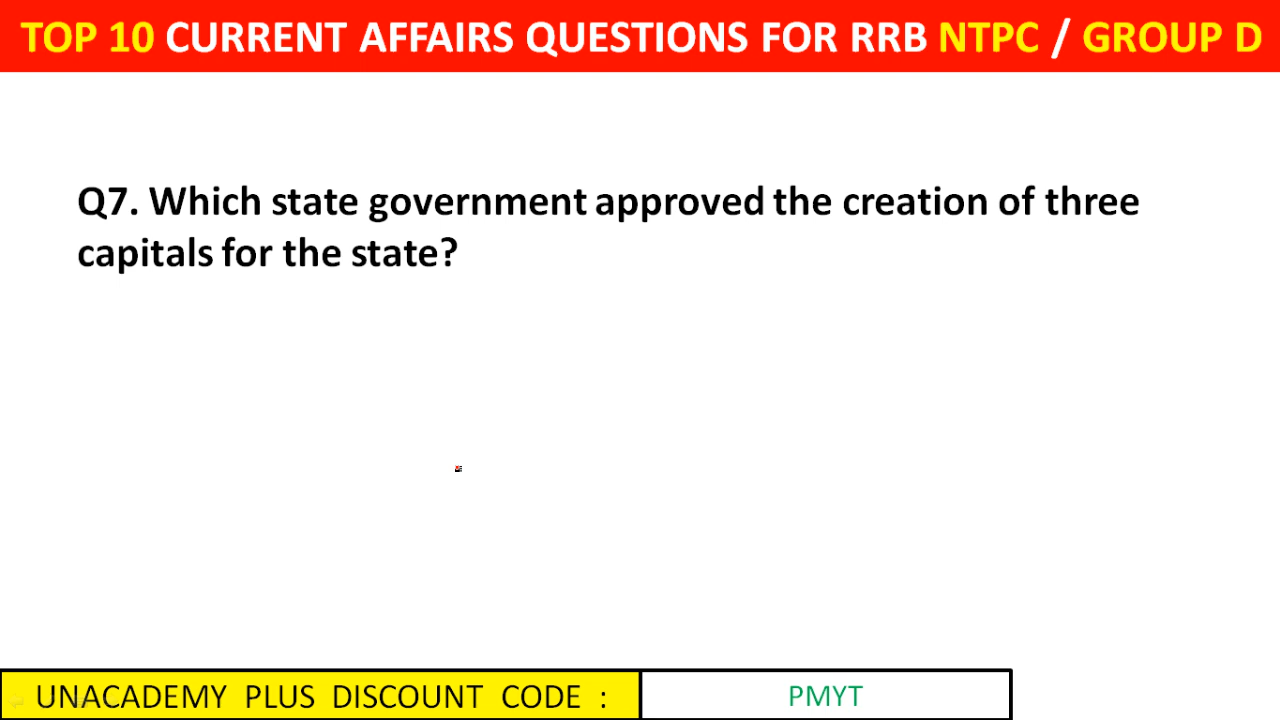 TOP 10 CURRENT AFFAIRS QUESTIONS FOR RRB NTPC / GROUP D
Q7. Which state government approved the creation of three
capitals for the state?
UNACADEMY PLUS DISCOUNT CODE : PMYT